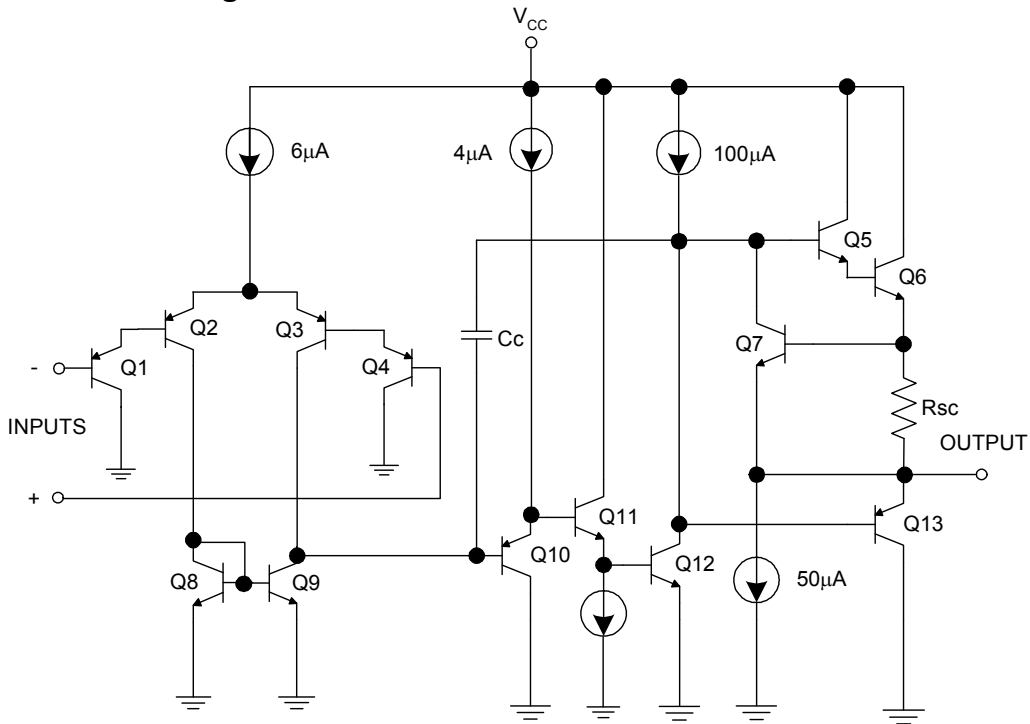 V_CC
6μA
4μA
100μA
Q5
Q6
Q2
Q3
Cc
Q7
-
Q1
Q4
Rsc
INPUTS
OUTPUT
+
Q11
Q13
Q10
Q12
Q8
Q9
50μA